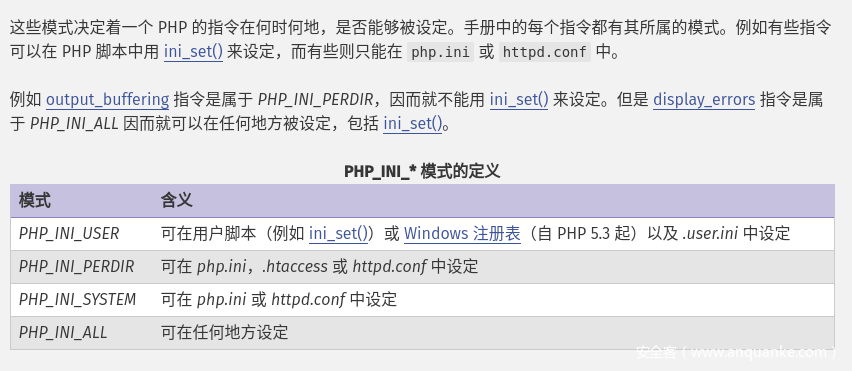 这些模式决定着一个 PHP 的指令在何时何地，是否能够被设定。手册中的每个指令都有其所属的模式。例如有些指令
可以在 PHP 脚本中用 ini_set() 来设定，而有些则只能在 php.ini 或 httpd.conf 中。
例如 output_buffering 指令是属于 PHP_INI_PERDIR，因而就不能用 ini_set() 来设定。但是 display_errors 指令是属
于 PHP_INI_ALL 因而就可以在任何地方被设定，包括 ini_set()。
PHP_INI_* 模式的定义
模式 含义
PHP_INI_USER 可在用户脚本（例如 ini_set()）或 Windows 注册表（自 PHP 5.3 起）以及 .user.ini 中设定
PHP_INI_PERDIR 可在 php.ini，.htaccess 或 httpd.conf 中设定
PHP_INI_SYSTEM 可在 php.ini 或 httpd.conf 中设定
PHP_INI_ALL 可在任何地方设定
安全客（www.anquanke.com）